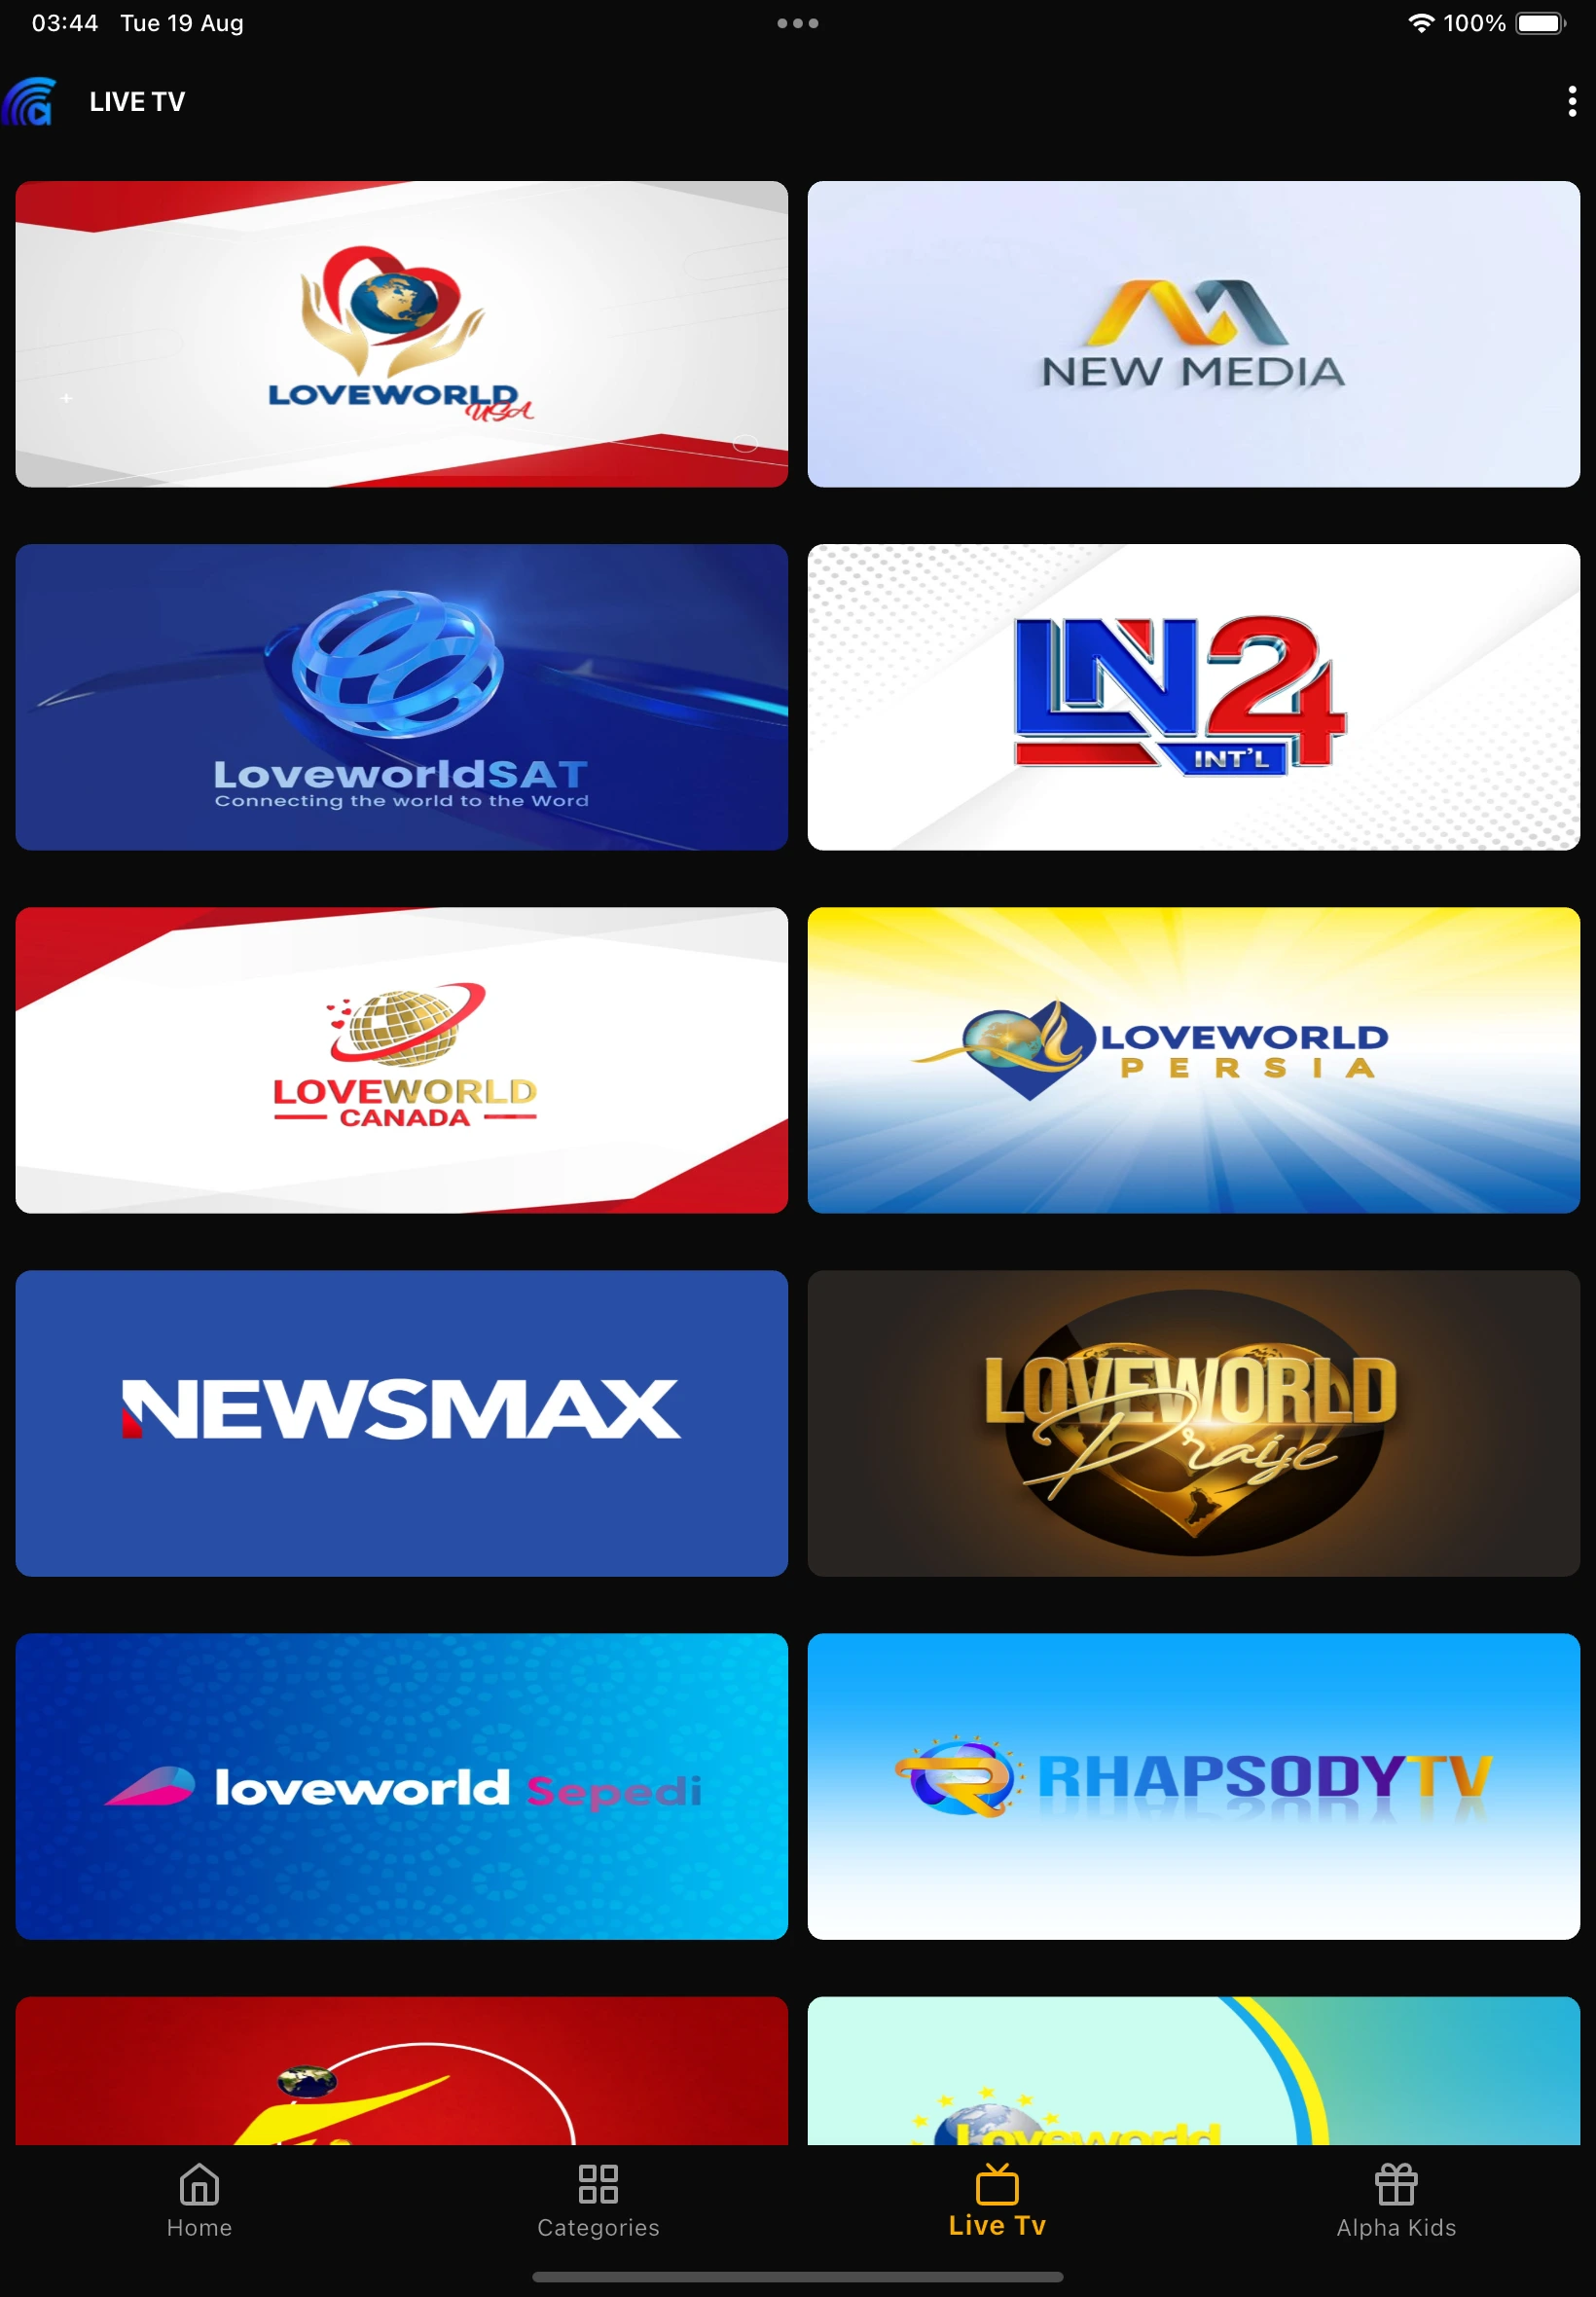 03:44 Tue 19 Aug
100%
LIVE TV
LOVEWORLD
USA
NEW MEDIA
LoveworldSAT
Connecting the world to the Word
LN24
INT'L
LOVEWORLD
CANADA
LOVEWORLD
PERSIA
NEWSMAX
LOVEWORLD
Praise
loveworld Sepedi
RHAPSODYTV
Loveworld
Home
Categories
Live Tv
Alpha Kids